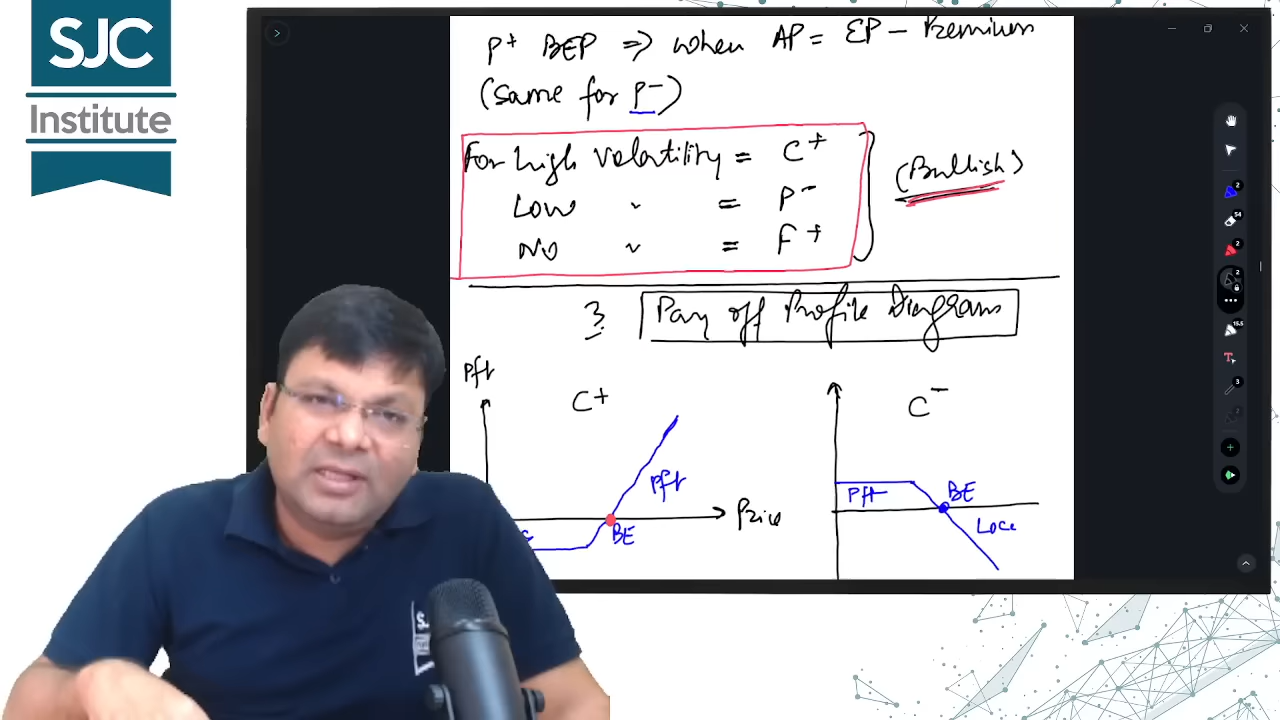 SJC
Institute
P+ BEP => when AP = EP - Premium
(Same for P-)
For high volatility = C+
Low " = P-
No " = F+
(Bullish)
3. Pay off Profile Diagrams
Pft
C+
Pft
Price
BE
C-
Pft
BE
Loss